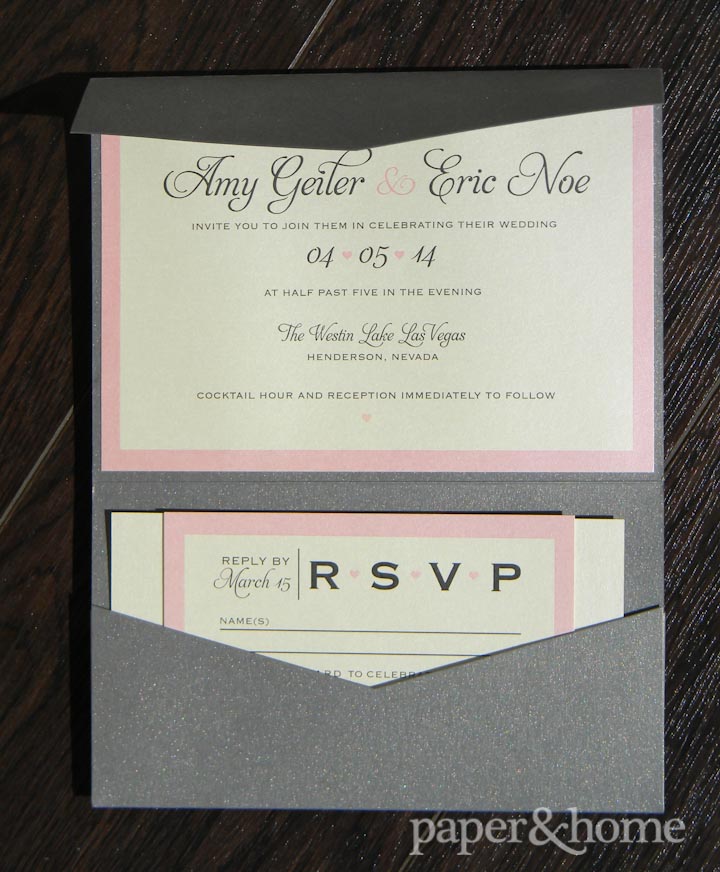 Amy Geiler & Eric Noe
INVITE YOU TO JOIN THEM IN CELEBRATING THEIR WEDDING
04 ♥ 05 ♥ 14
AT HALF PAST FIVE IN THE EVENING
The Westin Lake Las Vegas
HENDERSON, NEVADA
COCKTAIL HOUR AND RECEPTION IMMEDIATELY TO FOLLOW
REPLY BY
March 15
R ♥ S ♥ V ♥ P
NAME(S)
TO
paper&home